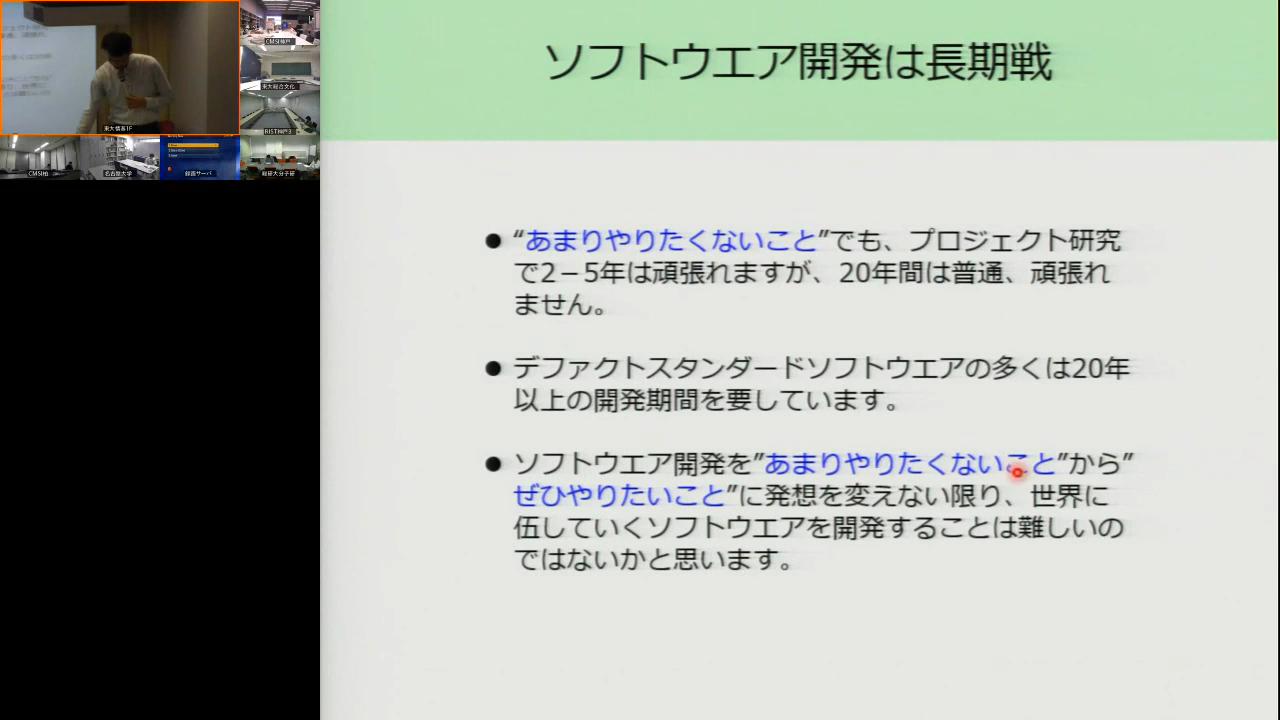 ソフトウエア開発は長期戦
● “あまりやりたくないこと”でも、プロジェクト研究
で2－5年は頑張れますが、20年間は普通、頑張れ
ません。
● デファクトスタンダードソフトウエアの多くは20年
以上の開発期間を要しています。
● ソフトウエア開発を”あまりやりたくないこと”から”
ぜひやりたいこと”に発想を変えない限り、世界に
伍していくソフトウエアを開発することは難しいの
ではないかと思います。
CMSI神戸
東大総合文化
東大情基1F
RIST神戸3
CMSI柏
名古屋大学
録画サーバ
総研大分子研